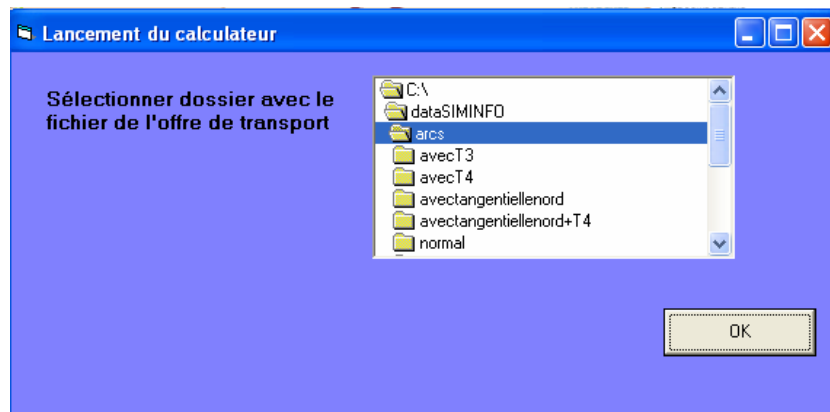 Lancement du calculateur
Sélectionner dossier avec le
fichier de l'offre de transport
C:\
dataSIMINFO
arcs
avecT3
avecT4
avectangentiellenord
avectangentiellenord+T4
normal
OK